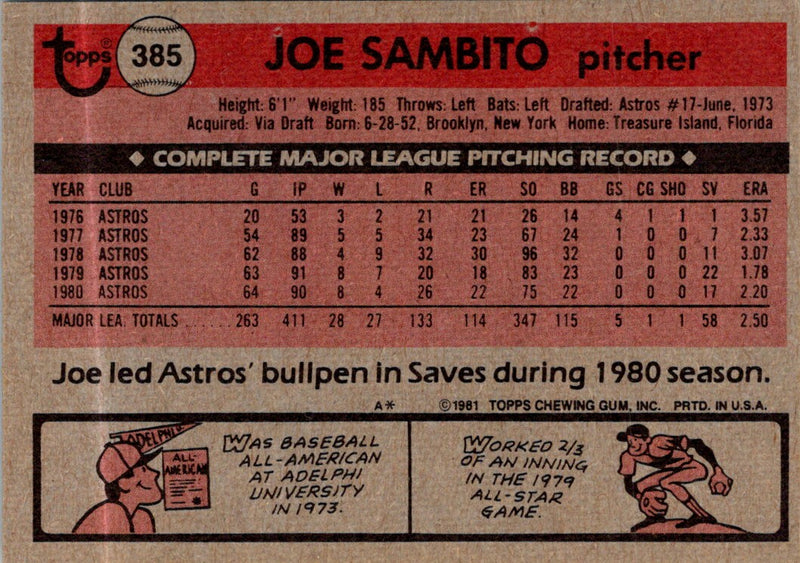 Topps © 385 JOE SAMBITO pitcher
Height: 6'1" Weight: 185 Throws: Left Bats: Left Drafted: Astros #17-June, 1973
Acquired: Via Draft Born: 6-28-52, Brooklyn, New York Home: Treasure Island, Florida
◆ COMPLETE MAJOR LEAGUE PITCHING RECORD ◆
YEAR CLUB G IP W L R ER SO BB GS CG SHO SV ERA
1976 ASTROS 20 53 3 2 21 21 26 14 4 1 1 1 3.57
1977 ASTROS 54 89 5 5 34 23 67 24 1 0 0 7 2.33
1978 ASTROS 62 88 4 9 32 30 96 32 0 0 0 11 3.07
1979 ASTROS 63 91 8 7 20 18 83 23 0 0 0 22 1.78
1980 ASTROS 64 90 8 4 26 22 75 22 0 0 0 17 2.20
MAJOR LEA. TOTALS ...... 263 411 28 27 133 114 347 115 5 1 1 58 2.50
Joe led Astros' bullpen in Saves during 1980 season.
A* ©1981 TOPPS CHEWING GUM, INC. PRTD. IN U.S.A.
ADELPHI
ALL-
AMERICAN
WAS BASEBALL
ALL-AMERICAN
AT ADELPHI
UNIVERSITY
IN 1973.
WORKED 2/3
OF AN INNING
IN THE 1979
ALL-STAR
GAME.